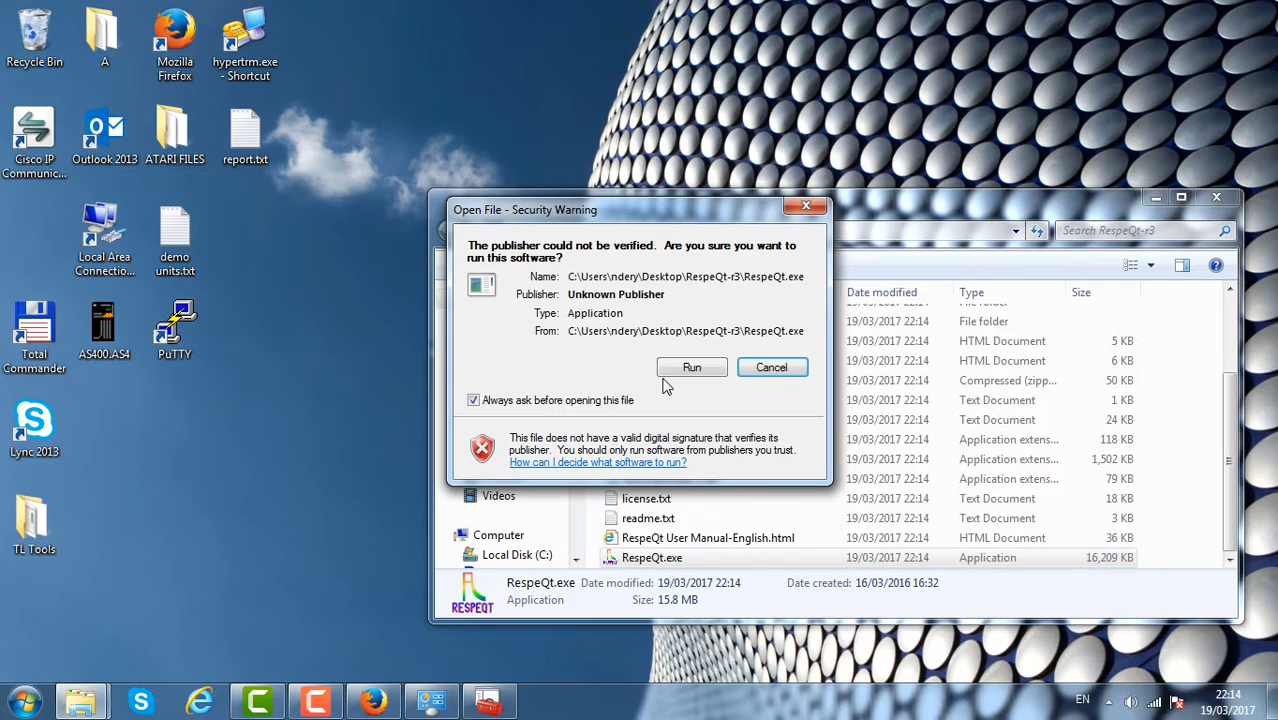 Recycle Bin
A
Mozilla
Firefox
hypertrm.exe
- Shortcut
Cisco IP
Communic...
Outlook 2013
ATARI FILES
report.txt
Local Area
Connectio...
demo
units.txt
Total
Commander
AS400.AS4
PuTTY
Lync 2013
TL Tools
Open File - Security Warning
The publisher could not be verified.  Are you sure you want to
run this software?
Name: C:\Users\ndery\Desktop\RespeQt-r3\RespeQt.exe
Publisher: Unknown Publisher
Type: Application
From: C:\Users\ndery\Desktop\RespeQt-r3\RespeQt.exe
Run
Cancel
Always ask before opening this file
This file does not have a valid digital signature that verifies its
publisher.  You should only run software from publishers you trust.
How can I decide what software to run?
Search RespeQt-r3
Date modified Type Size
19/03/2017 22:14 File folder
19/03/2017 22:14 HTML Document 5 KB
19/03/2017 22:14 HTML Document 6 KB
19/03/2017 22:14 Compressed (zipp... 50 KB
19/03/2017 22:14 Text Document 1 KB
19/03/2017 22:14 Text Document 24 KB
19/03/2017 22:14 Application extens... 118 KB
19/03/2017 22:14 Application extens... 1,502 KB
19/03/2017 22:14 Application extens... 79 KB
Videos
license.txt 19/03/2017 22:14 Text Document 18 KB
readme.txt 19/03/2017 22:14 Text Document 3 KB
Computer
RespeQt User Manual-English.html 19/03/2017 22:14 HTML Document 36 KB
Local Disk (C:)
RespeQt.exe 19/03/2017 22:14 Application 16,209 KB
RESPEQT
RespeQt.exe Date modified: 19/03/2017 22:14 Date created: 16/03/2016 16:32
Application Size: 15.8 MB
EN
22:14
19/03/2017